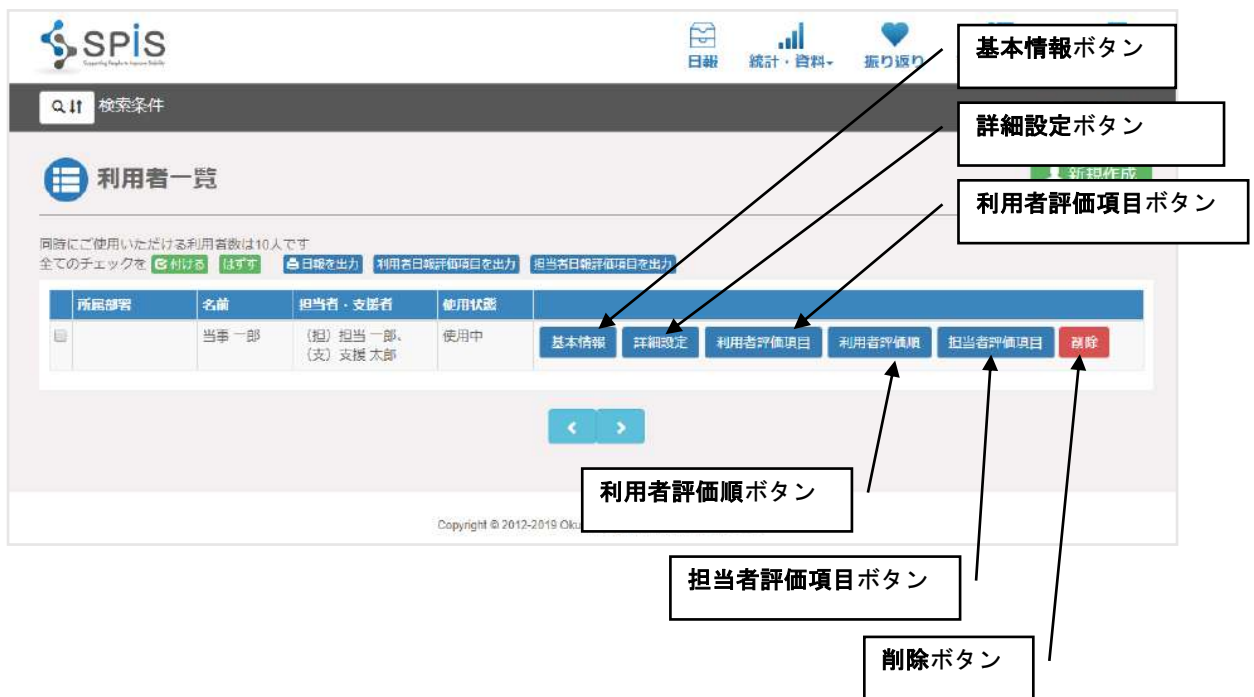 SPiS
日報 統計・資料 振り返り
基本情報ボタン
検索条件
詳細設定ボタン
利用者一覧
新規作成
利用者評価項目ボタン
同時にご使用いただける利用者数は10人です
全てのチェックを 付ける はずす 日報を出力 利用者日報評価項目を出力 担当者日報評価項目を出力
所属部署 名前 担当者・支援者 使用状態
当事 一郎 (担) 担当 一郎、 使用中 基本情報 詳細設定 利用者評価項目 利用者評価順 担当者評価項目 削除
(支) 支援 太郎
利用者評価順ボタン
Copyright © 2012-2019
担当者評価項目ボタン
削除ボタン